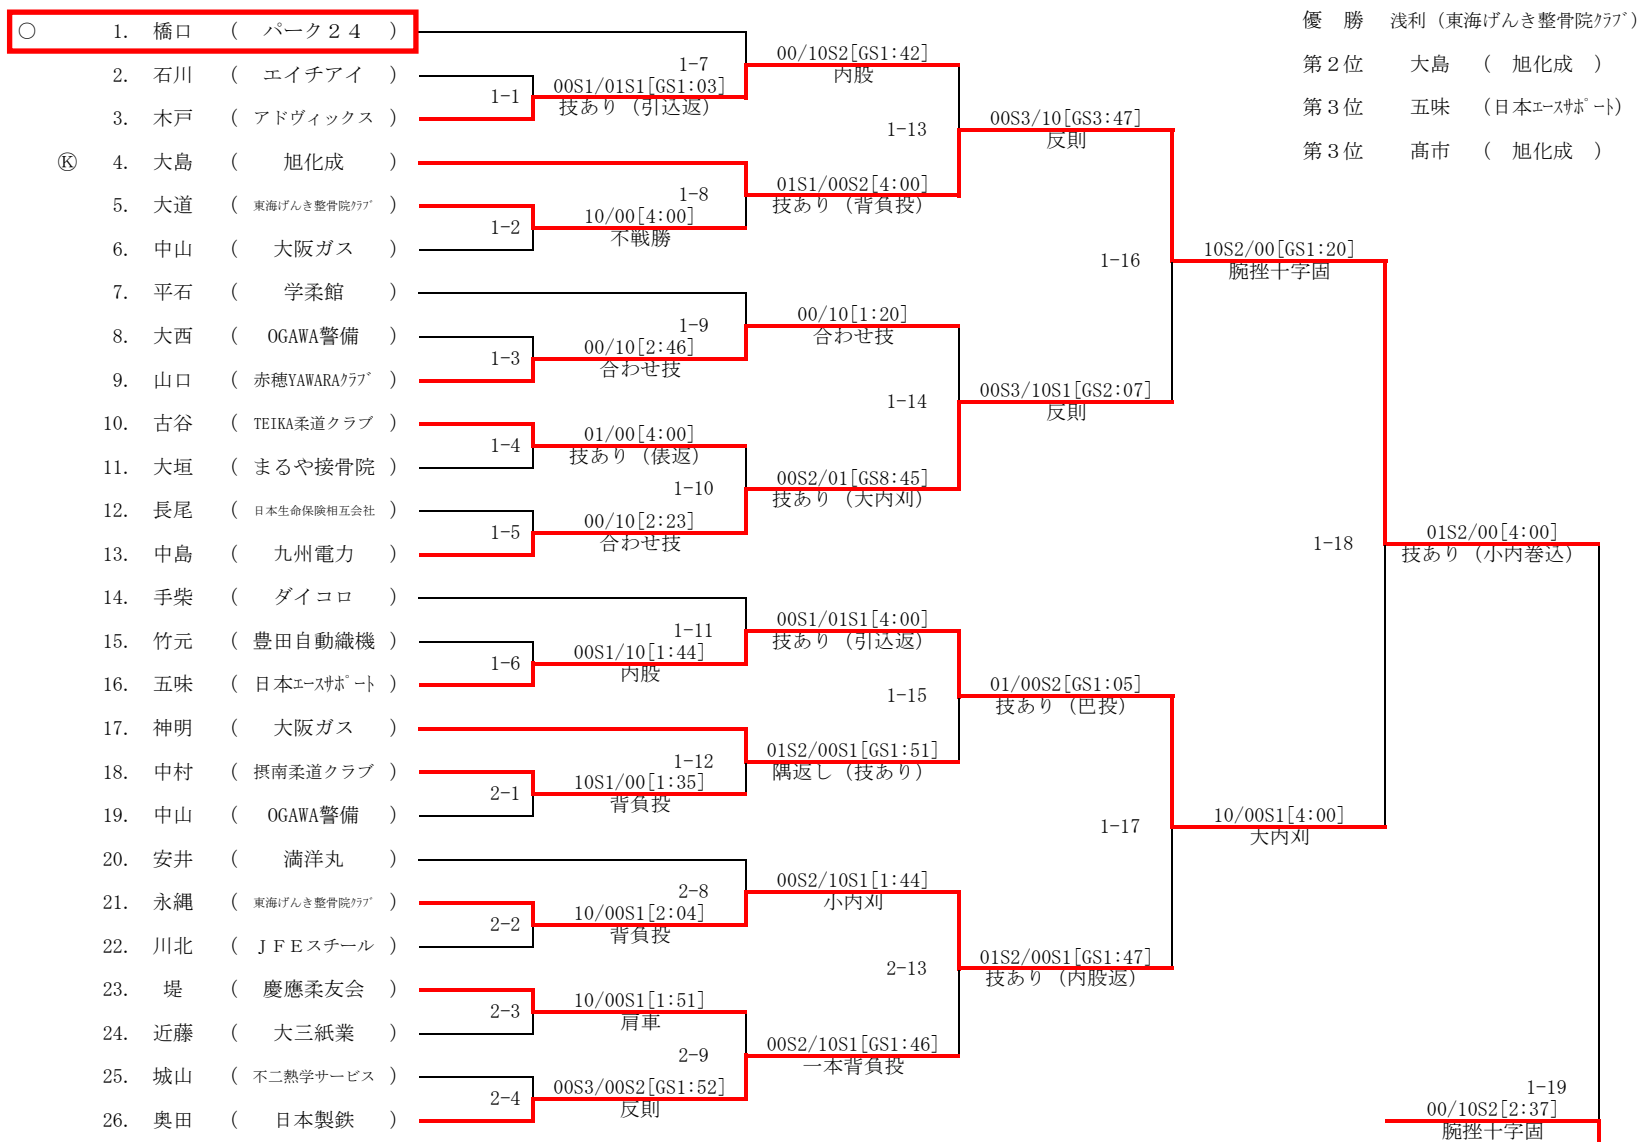 ○ 1. 橋口 ( パーク24 )
2. 石川 ( エイチアイ )
3. 木戸 ( アドヴィックス )
Ⓚ 4. 大島 ( 旭化成 )
5. 大道 ( 東海げんき整骨院ｸﾗﾌﾞ )
6. 中山 ( 大阪ガス )
7. 平石 ( 学柔館 )
8. 大西 ( OGAWA警備 )
9. 山口 ( 赤穂YAWARAｸﾗﾌﾞ )
10. 古谷 ( TEIKA柔道クラブ )
11. 大垣 ( まるや接骨院 )
12. 長尾 ( 日本生命保険相互会社 )
13. 中島 ( 九州電力 )
14. 手柴 ( ダイコロ )
15. 竹元 ( 豊田自動織機 )
16. 五味 ( 日本ｴｰｽｻﾎﾟｰﾄ )
17. 神明 ( 大阪ガス )
18. 中村 ( 摂南柔道クラブ )
19. 中山 ( OGAWA警備 )
20. 安井 ( 満洋丸 )
21. 永縄 ( 東海げんき整骨院ｸﾗﾌﾞ )
22. 川北 ( JFEスチール )
23. 堤 ( 慶應柔友会 )
24. 近藤 ( 大三紙業 )
25. 城山 ( 不二熱学サービス )
26. 奥田 ( 日本製鉄 )
1-1
1-2
1-3
1-4
1-5
1-6
2-1
2-2
2-3
2-4
1-7
00S1/01S1[GS1:03]
技あり（引込返）
1-8
10/00[4:00]
不戦勝
1-9
00/10[2:46]
合わせ技
01/00[4:00]
技あり（俵返）
1-10
00/10[2:23]
合わせ技
1-11
00S1/10[1:44]
内股
1-12
10S1/00[1:35]
背負投
2-8
10/00S1[2:04]
背負投
10/00S1[1:51]
肩車
2-9
00S3/00S2[GS1:52]
反則
00/10S2[GS1:42]
内股
1-13
01S1/00S2[4:00]
技あり（背負投）
00/10[1:20]
合わせ技
1-14
00S2/01[GS8:45]
技あり（大内刈）
00S1/01S1[4:00]
技あり（引込返）
1-15
01S2/00S1[GS1:51]
隅返し（技あり）
00S2/10S1[1:44]
小内刈
2-13
00S2/10S1[GS1:46]
一本背負投
00S3/10[GS3:47]
反則
1-16
00S3/10S1[GS2:07]
反則
01/00S2[GS1:05]
技あり（巴投）
1-17
01S2/00S1[GS1:47]
技あり（内股返）
10S2/00[GS1:20]
腕挫十字固
1-18
10/00S1[4:00]
大内刈
01S2/00[4:00]
技あり（小内巻込）
1-19
00/10S2[2:37]
腕挫十字固
優 勝 浅利（東海げんき整骨院ｸﾗﾌﾞ）
第2位 大島 （ 旭化成 ）
第3位 五味 （日本ｴｰｽｻﾎﾟｰﾄ）
第3位 髙市 （ 旭化成 ）